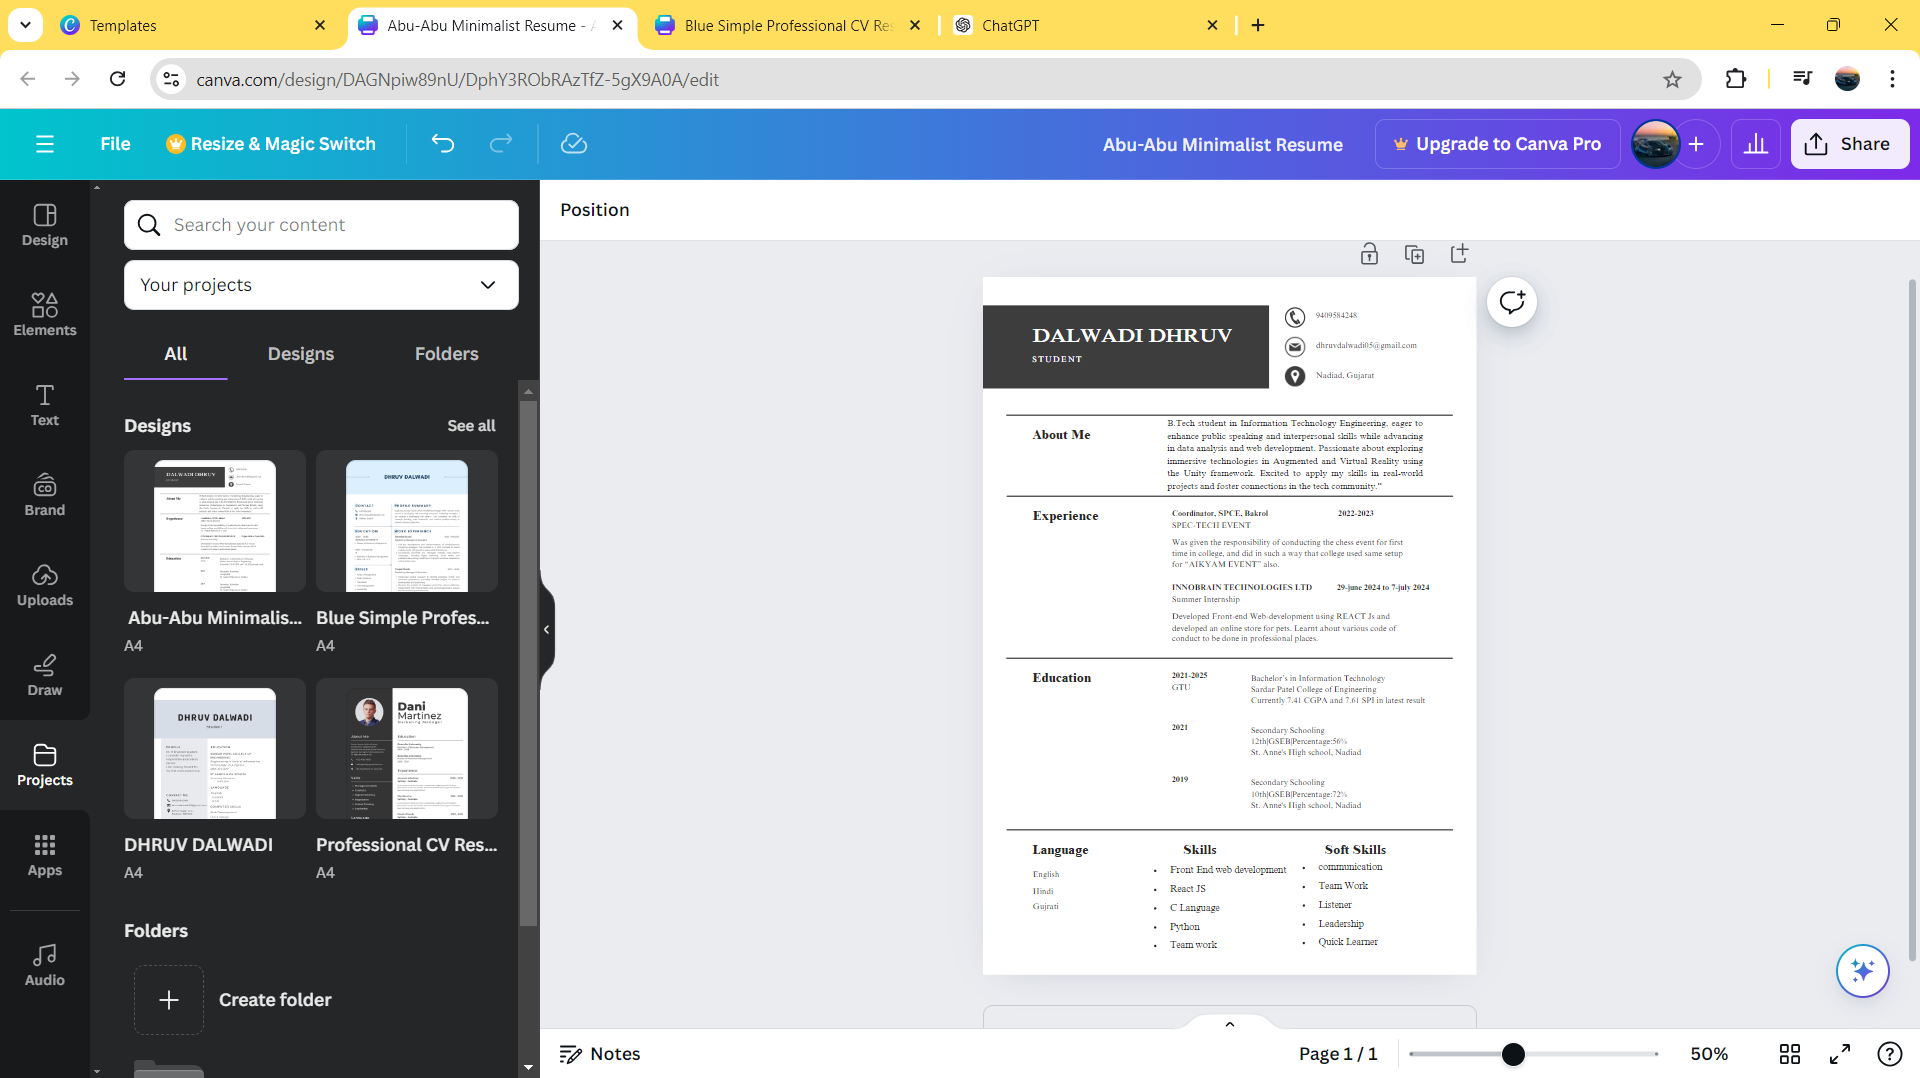 Templates
Abu-Abu Minimalist Resume - A
Blue Simple Professional CV Res
ChatGPT
canva.com/design/DAGNpiw89nU/DphY3RObRAzTfZ-5gX9A0A/edit
File
Resize & Magic Switch
Abu-Abu Minimalist Resume
Upgrade to Canva Pro
Share
Design
Elements
Text
Brand
Uploads
Draw
Projects
Apps
Audio
Search your content
Your projects
All
Designs
Folders
Designs
See all
DALWADI DHRUV
DHRUV DALWADI
Abu-Abu Minimalis...
A4
Blue Simple Profes...
A4
DHRUV DALWADI
Dani
Martinez
Marketing Manager
DHRUV DALWADI
A4
Professional CV Res...
A4
Folders
Create folder
Position
DALWADI DHRUV
STUDENT
9409584248
dhruvdalwadi05@gmail.com
Nadiad, Gujarat
About Me
B.Tech student in Information Technology Engineering, eager to
enhance public speaking and interpersonal skills while advancing
in data analysis and web development. Passionate about exploring
immersive technologies in Augmented and Virtual Reality using
the Unity framework. Excited to apply my skills in real-world
projects and foster connections in the tech community."
Experience
Coordinator, SPCE, Bakrol
2022-2023
SPEC-TECH EVENT
Was given the responsibility of conducting the chess event for first
time in college, and did in such a way that college used same setup
for “AIKYAM EVENT” also.
INNOBRAIN TECHNOLOGIES LTD
29-june 2024 to 7-july 2024
Summer Internship
Developed Front-end Web-development using REACT Js and
developed an online store for pets. Learnt about various code of
conduct to be done in professional places.
Education
2021-2025
GTU
Bachelor’s in Information Technology
Sardar Patel College of Engineering
Currently 7.41 CGPA and 7.61 SPI in latest result
2021
Secondary Schooling
12th|GSEB|Percentage:56%
St. Anne's High school, Nadiad
2019
Secondary Schooling
10th|GSEB|Percentage:72%
St. Anne's High school, Nadiad
Language
English
Hindi
Gujrati
Skills
• Front End web development
• React JS
• C Language
• Python
• Team work
Soft Skills
• communication
• Team Work
• Listener
• Leadership
• Quick Learner
Notes
Page 1 / 1
50%